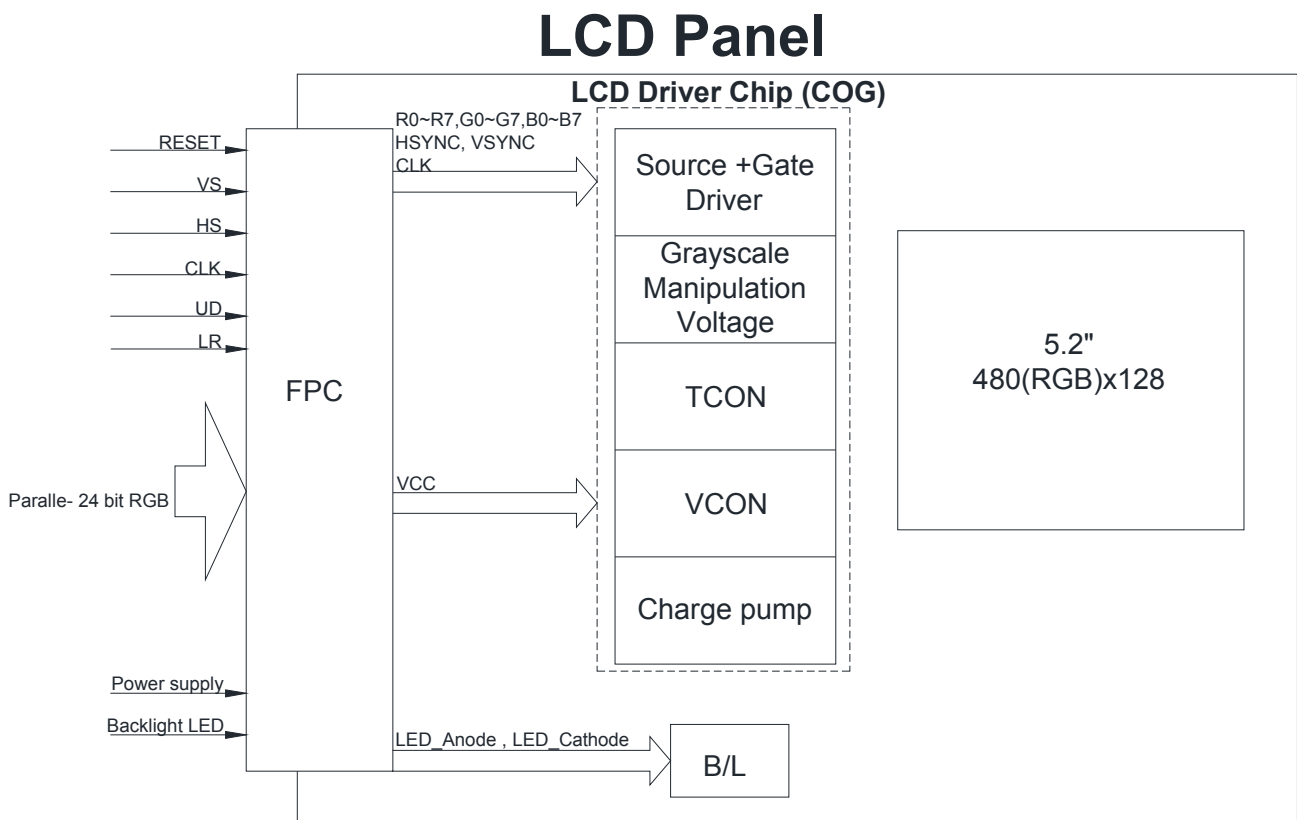 LCD Panel
LCD Driver Chip (COG)
RESET
VS
HS
CLK
UD
LR
Paralle- 24 bit RGB
Power supply
Backlight LED
FPC
R0~R7,G0~G7,B0~B7
HSYNC, VSYNC
CLK
VCC
LED_Anode , LED_Cathode
Source +Gate
Driver
Grayscale
Manipulation
Voltage
TCON
VCON
Charge pump
B/L
5.2"
480(RGB)x128